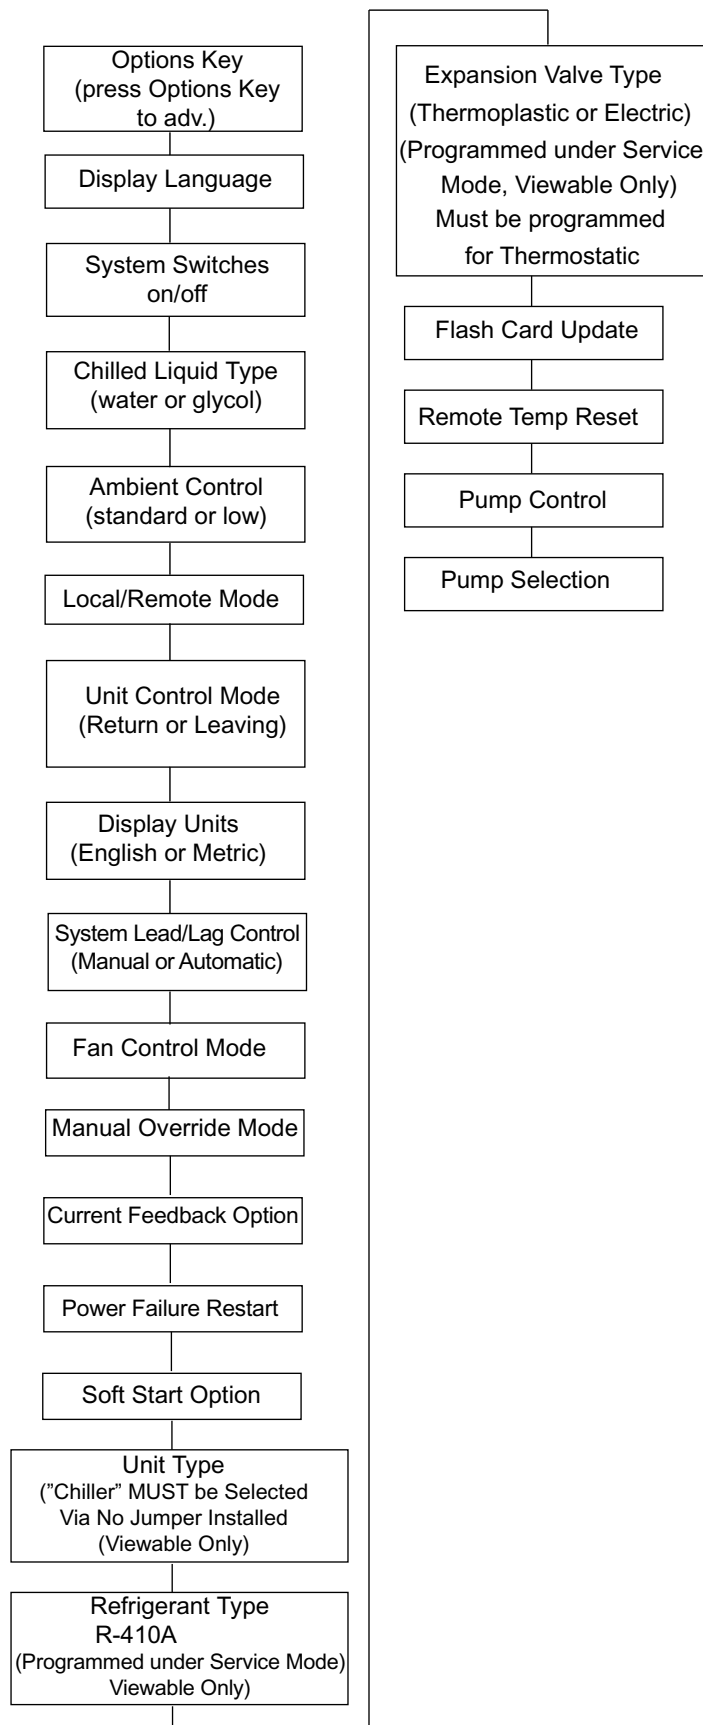 Options Key
(press Options Key
to adv.)
Display Language
System Switches
on/off
Chilled Liquid Type
(water or glycol)
Ambient Control
(standard or low)
Local/Remote Mode
Unit Control Mode
(Return or Leaving)
Display Units
(English or Metric)
System Lead/Lag Control
(Manual or Automatic)
Fan Control Mode
Manual Override Mode
Current Feedback Option
Power Failure Restart
Soft Start Option
Unit Type
(”Chiller” MUST be Selected
Via No Jumper Installed
(Viewable Only)
Refrigerant Type
R-410A
(Programmed under Service Mode)
Viewable Only)
Expansion Valve Type
(Thermoplastic or Electric)
(Programmed under Service
Mode, Viewable Only)
Must be programmed
for Thermostatic
Flash Card Update
Remote Temp Reset
Pump Control
Pump Selection